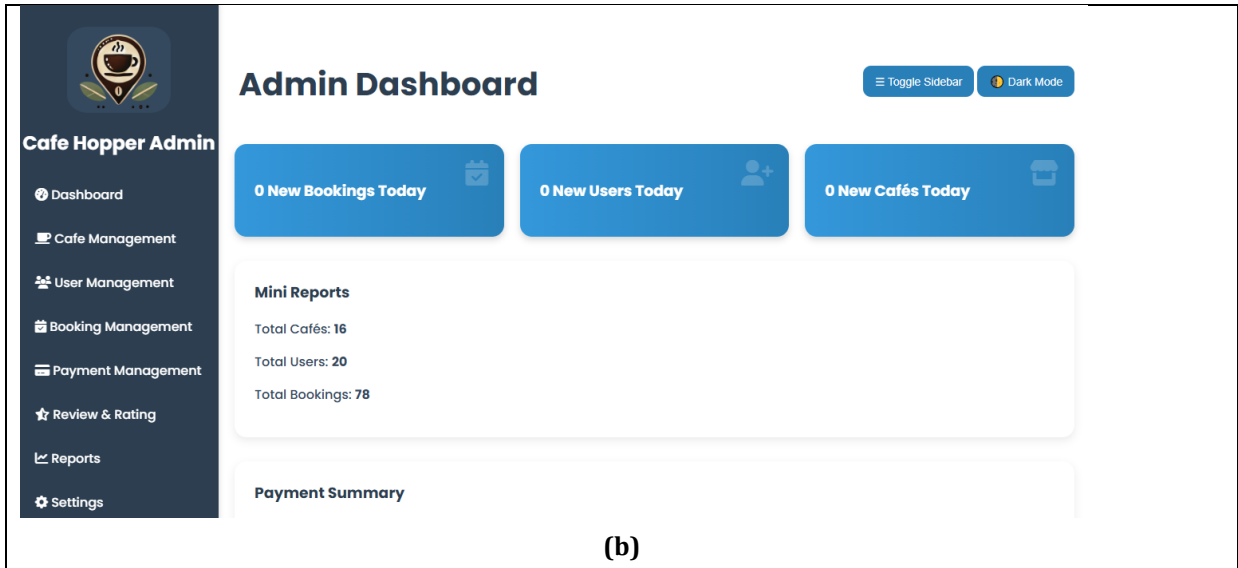 Cafe Hopper Admin
Dashboard
Cafe Management
User Management
Booking Management
Payment Management
Review & Rating
Reports
Settings
Admin Dashboard
☰ Toggle Sidebar
🌓 Dark Mode
0 New Bookings Today
0 New Users Today
0 New Cafés Today
Mini Reports
Total Cafés: 16
Total Users: 20
Total Bookings: 78
Payment Summary
(b)